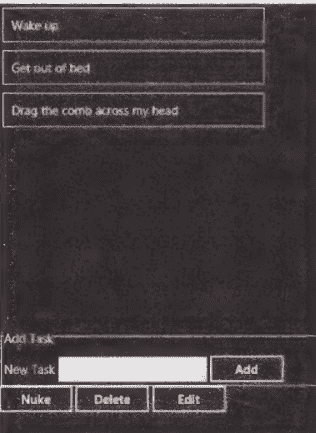 Wake up
Get out of bed
Drag the comb across my head
Add Task
New Task Add
Nuke Delete Edit